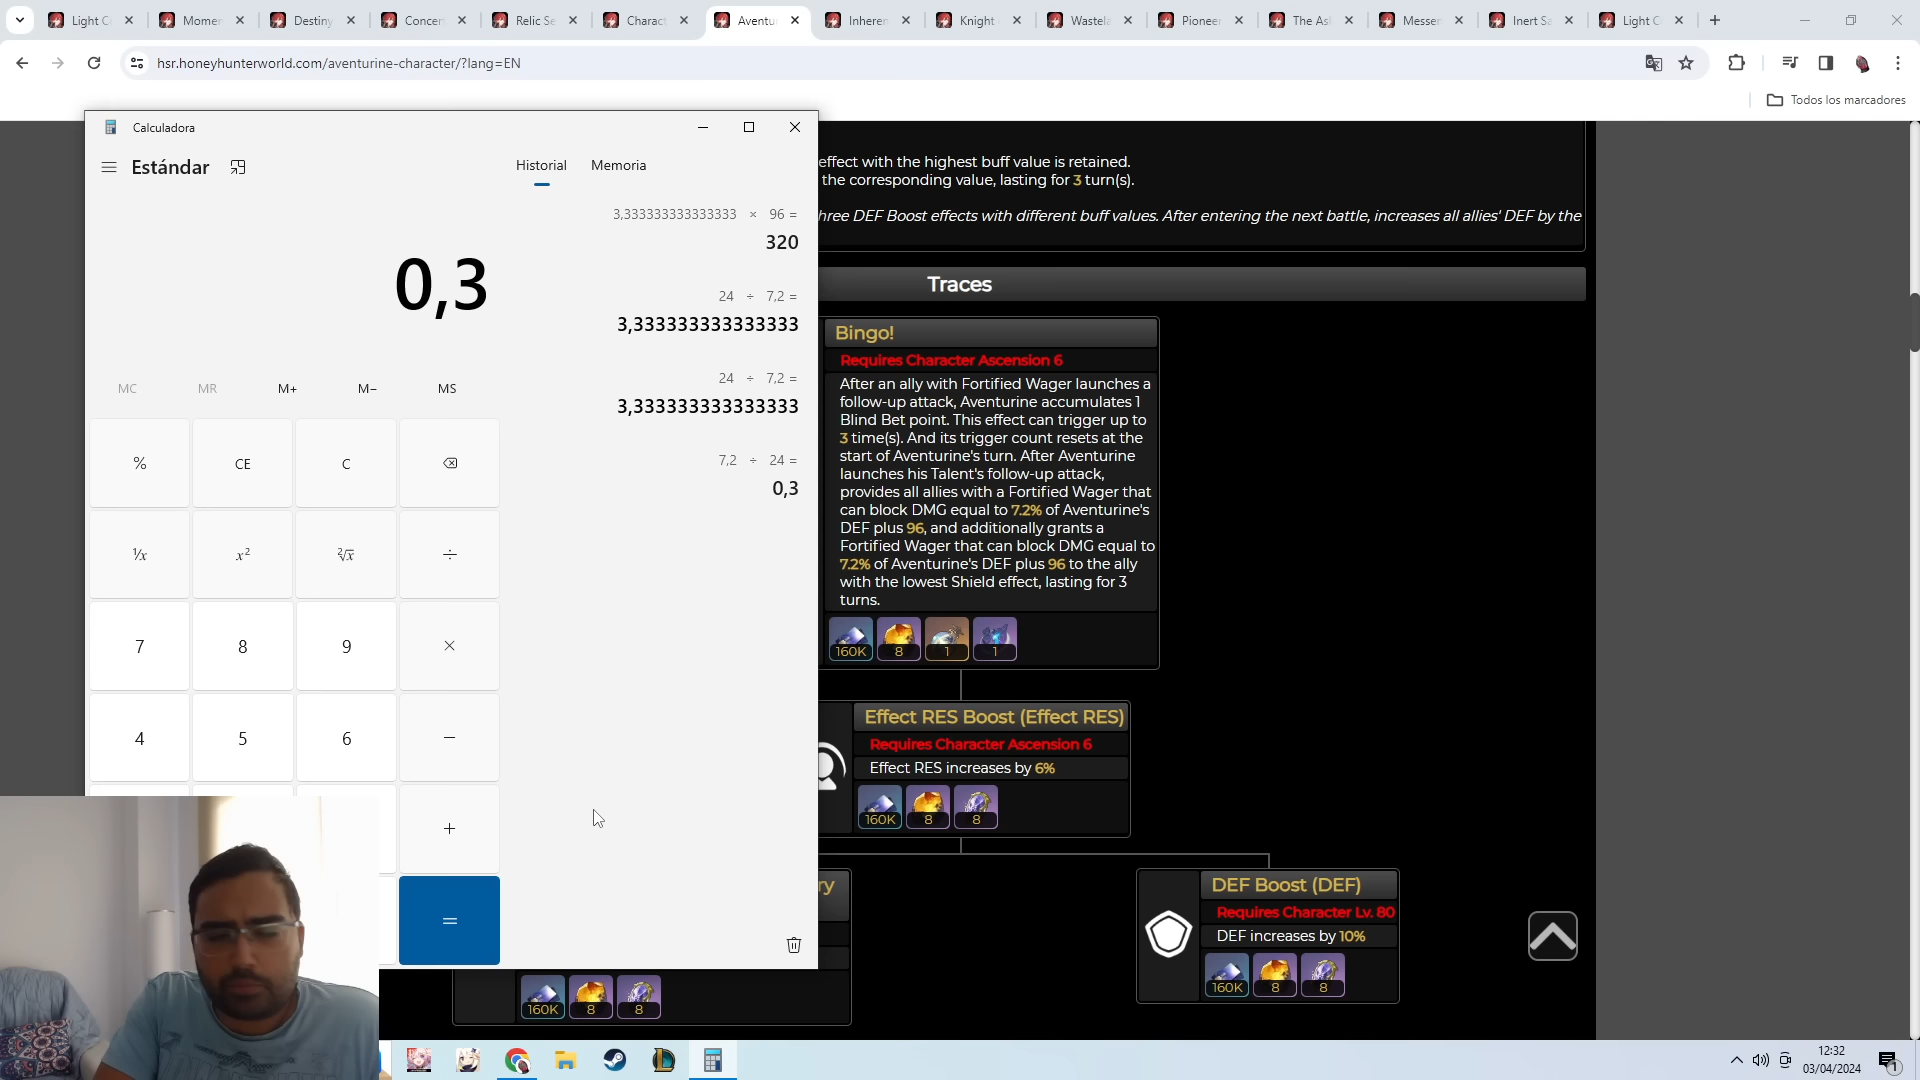 Light C
Momen
Destiny
Concer
Relic Se
Charact
Aventu
Inheren
Knight
Wastela
Pioneer
The Asl
Messen
Inert Sa
Light C
hsr.honeyhunterworld.com/aventurine-character/?lang=EN
Todos los marcadores
Calculadora
Estándar
Historial
Memoria
0,3
3,333333333333333 × 96 =
320
24 ÷ 7,2 =
3,333333333333333
24 ÷ 7,2 =
3,333333333333333
7,2 ÷ 24 =
0,3
MC MR M+ M− MS
% CE C
⅟x x² ²√x ÷
7 8 9 ×
4 5 6 −
+
=
effect with the highest buff value is retained.
the corresponding value, lasting for 3 turn(s).
hree DEF Boost effects with different buff values. After entering the next battle, increases all allies' DEF by the
Traces
Bingo!
Requires Character Ascension 6
After an ally with Fortified Wager launches a
follow-up attack, Aventurine accumulates 1
Blind Bet point. This effect can trigger up to
3 time(s). And its trigger count resets at the
start of Aventurine's turn. After Aventurine
launches his Talent's follow-up attack,
provides all allies with a Fortified Wager that
can block DMG equal to 7.2% of Aventurine's
DEF plus 96, and additionally grants a
Fortified Wager that can block DMG equal to
7.2% of Aventurine's DEF plus 96 to the ally
with the lowest Shield effect, lasting for 3
turns.
160K 8 1 1
Effect RES Boost (Effect RES)
Requires Character Ascension 6
Effect RES increases by 6%
160K 8 8
ry
160K 8 8
DEF Boost (DEF)
Requires Character Lv. 80
DEF increases by 10%
160K 8 8
12:32
03/04/2024
1